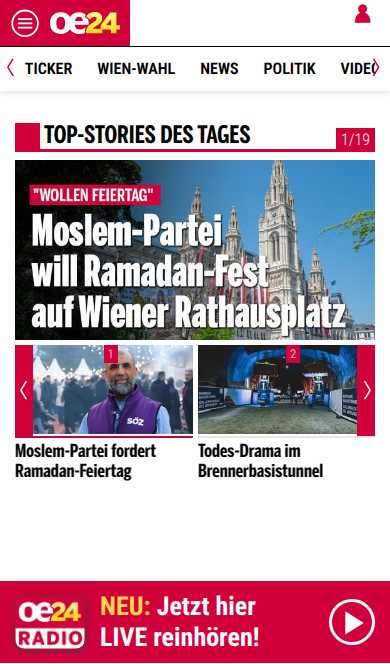 oe24
TICKER WIEN-WAHL NEWS POLITIK VIDEO
TOP-STORIES DES TAGES
1/19
"WOLLEN FEIERTAG"
Moslem-Partei
will Ramadan-Fest
auf Wiener Rathausplatz
1
söz
2
Moslem-Partei fordert
Ramadan-Feiertag
Todes-Drama im
Brennerbasistunnel
oe24
RADIO
NEU: Jetzt hier
LIVE reinhören!